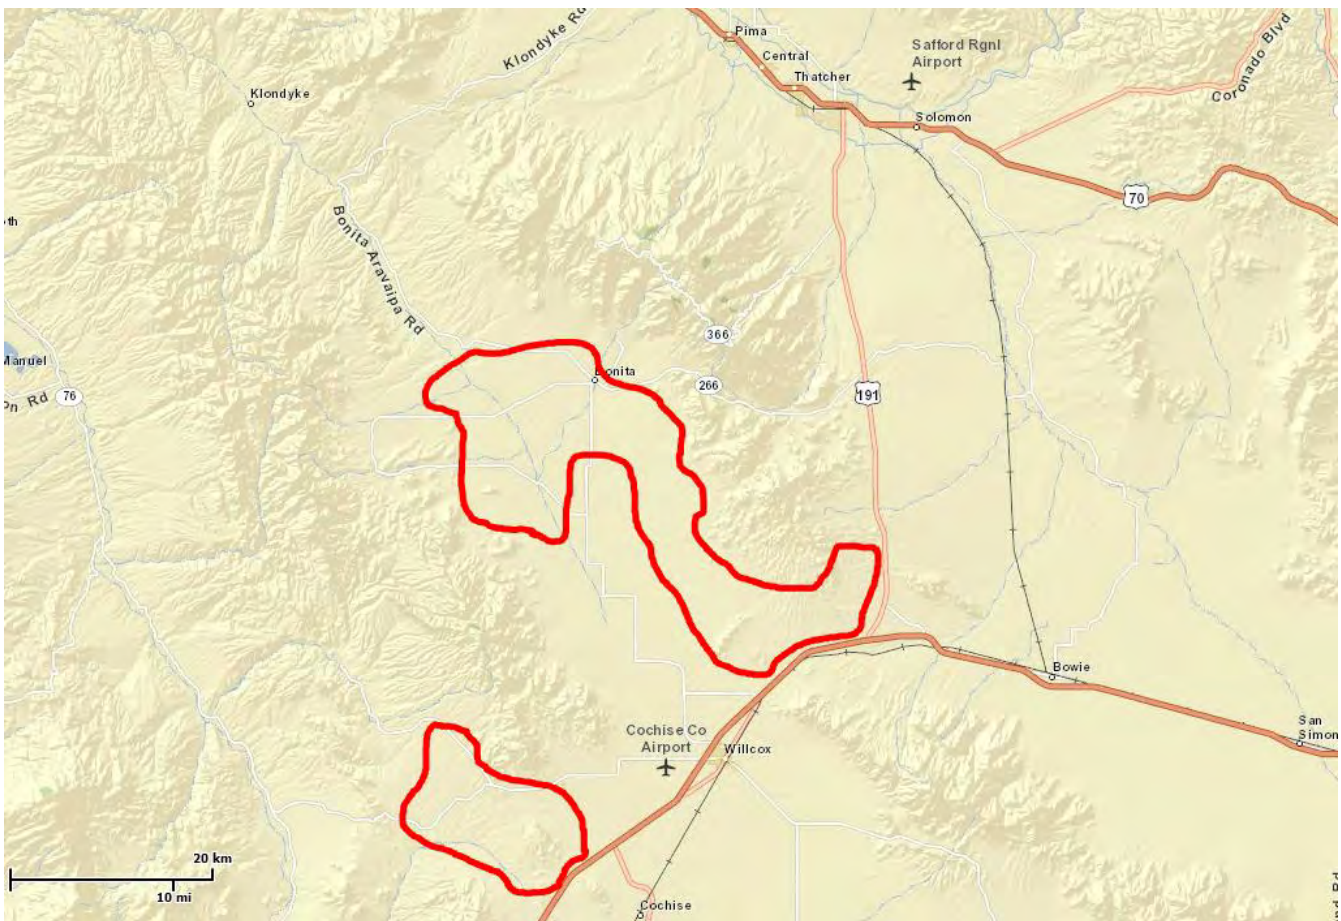 Klondyke Rd
Pima
Central
Thatcher
Safford Rgnl
Airport
Coronado Blvd
Klondyke
Solomon
70
Bonita Aravaipa Rd
366
Manuel
76
Bonita
266
191
Bowie
San
Simon
Cochise Co
Airport
Willcox
20 km
10 mi
Cochise